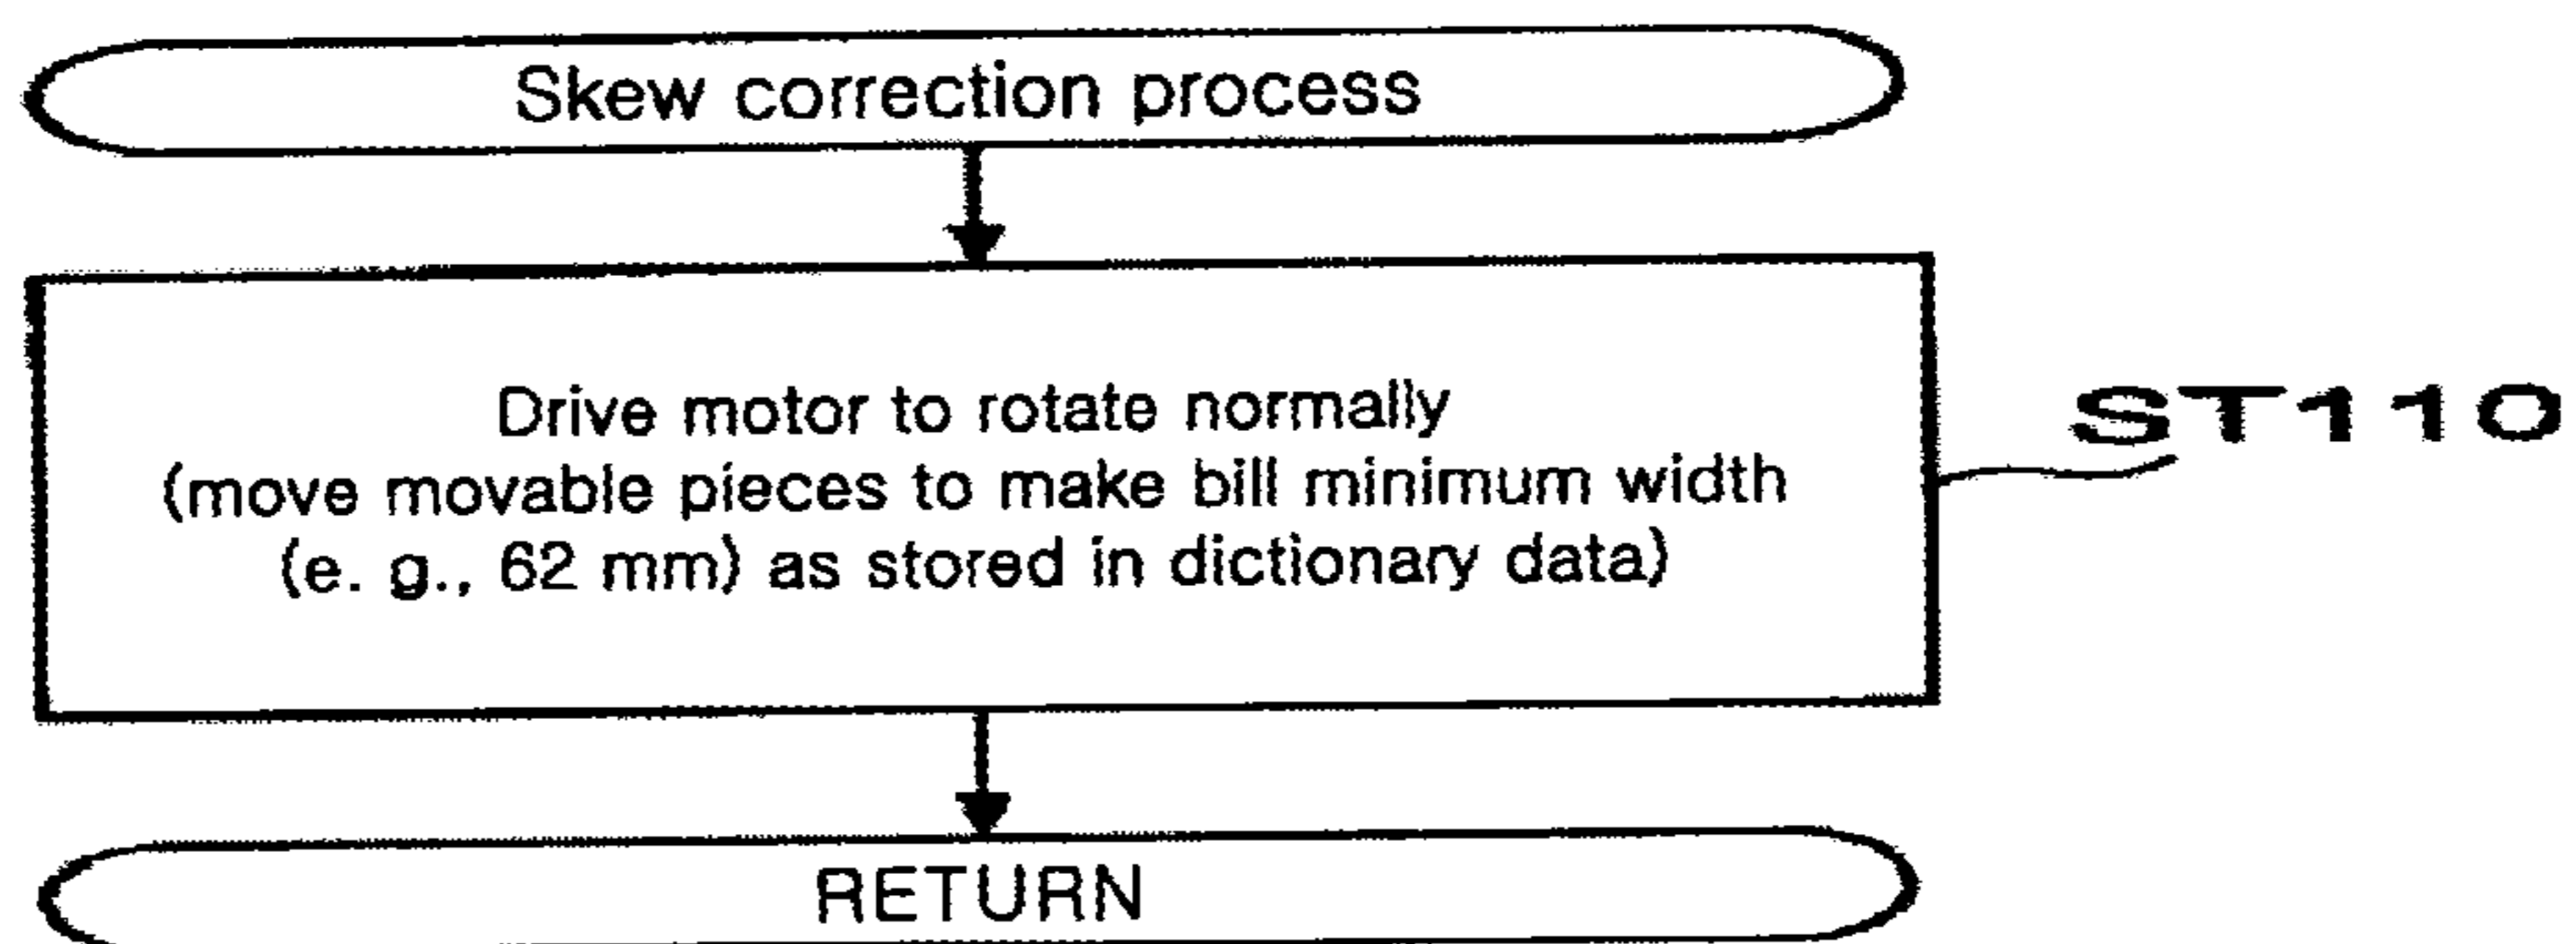 Skew correction process
Drive motor to rotate normally
(move movable pieces to make bill minimum width
(e. g., 62 mm) as stored in dictionary data)
ST110
RETURN